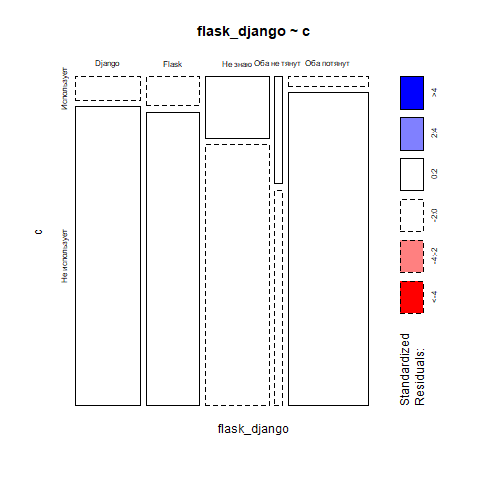 flask_django ~ c
Django Flask Не знаю Оба не тянут Оба потянут
Использует
Не использует
c
flask_django
Standardized
Residuals:
<-4
-4:-2
-2:0
0:2
2:4
>4